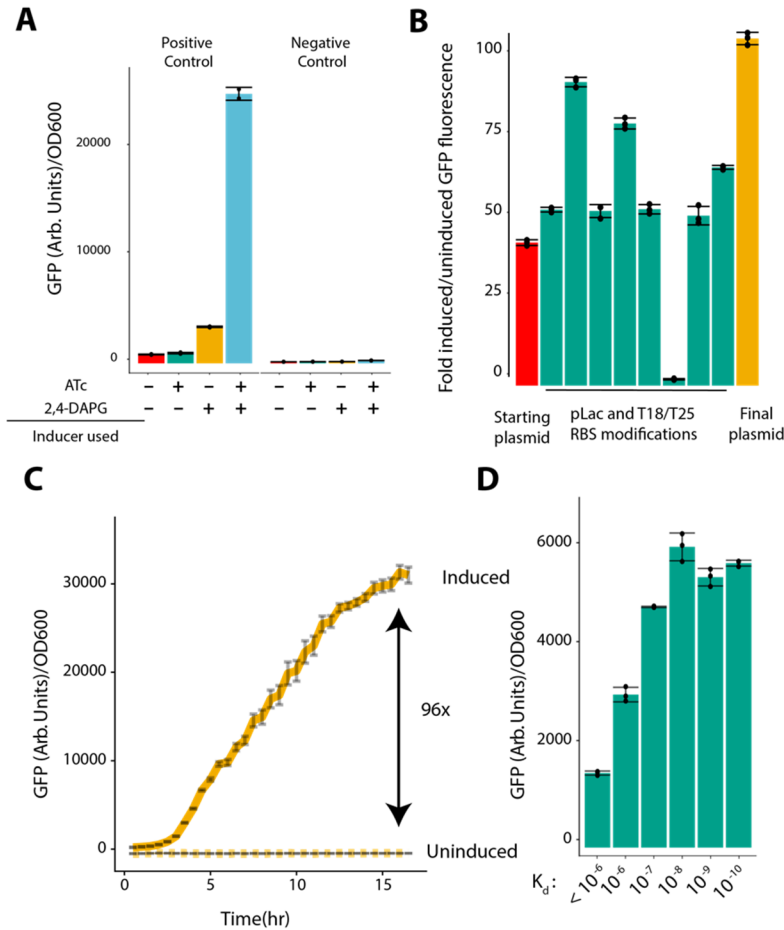 A
Positive
Control
Negative
Control
GFP (Arb. Units)/OD600
20000
10000
0
ATc − + − + − + − +
2,4-DAPG − − + + − − + +
Inducer used
B
Fold induced/uninduced GFP fluorescence
100
75
50
25
0
Starting
plasmid
pLac and T18/T25
RBS modifications
Final
plasmid
C
GFP (Arb. Units)/OD600
30000
20000
10000
0
Induced
96x
Uninduced
0 5 10 15
Time(hr)
D
GFP (Arb. Units)/OD600
6000
4000
2000
0
Kd: < 10⁻⁶ 10⁻⁶ 10⁻⁷ 10⁻⁸ 10⁻⁹ 10⁻¹⁰